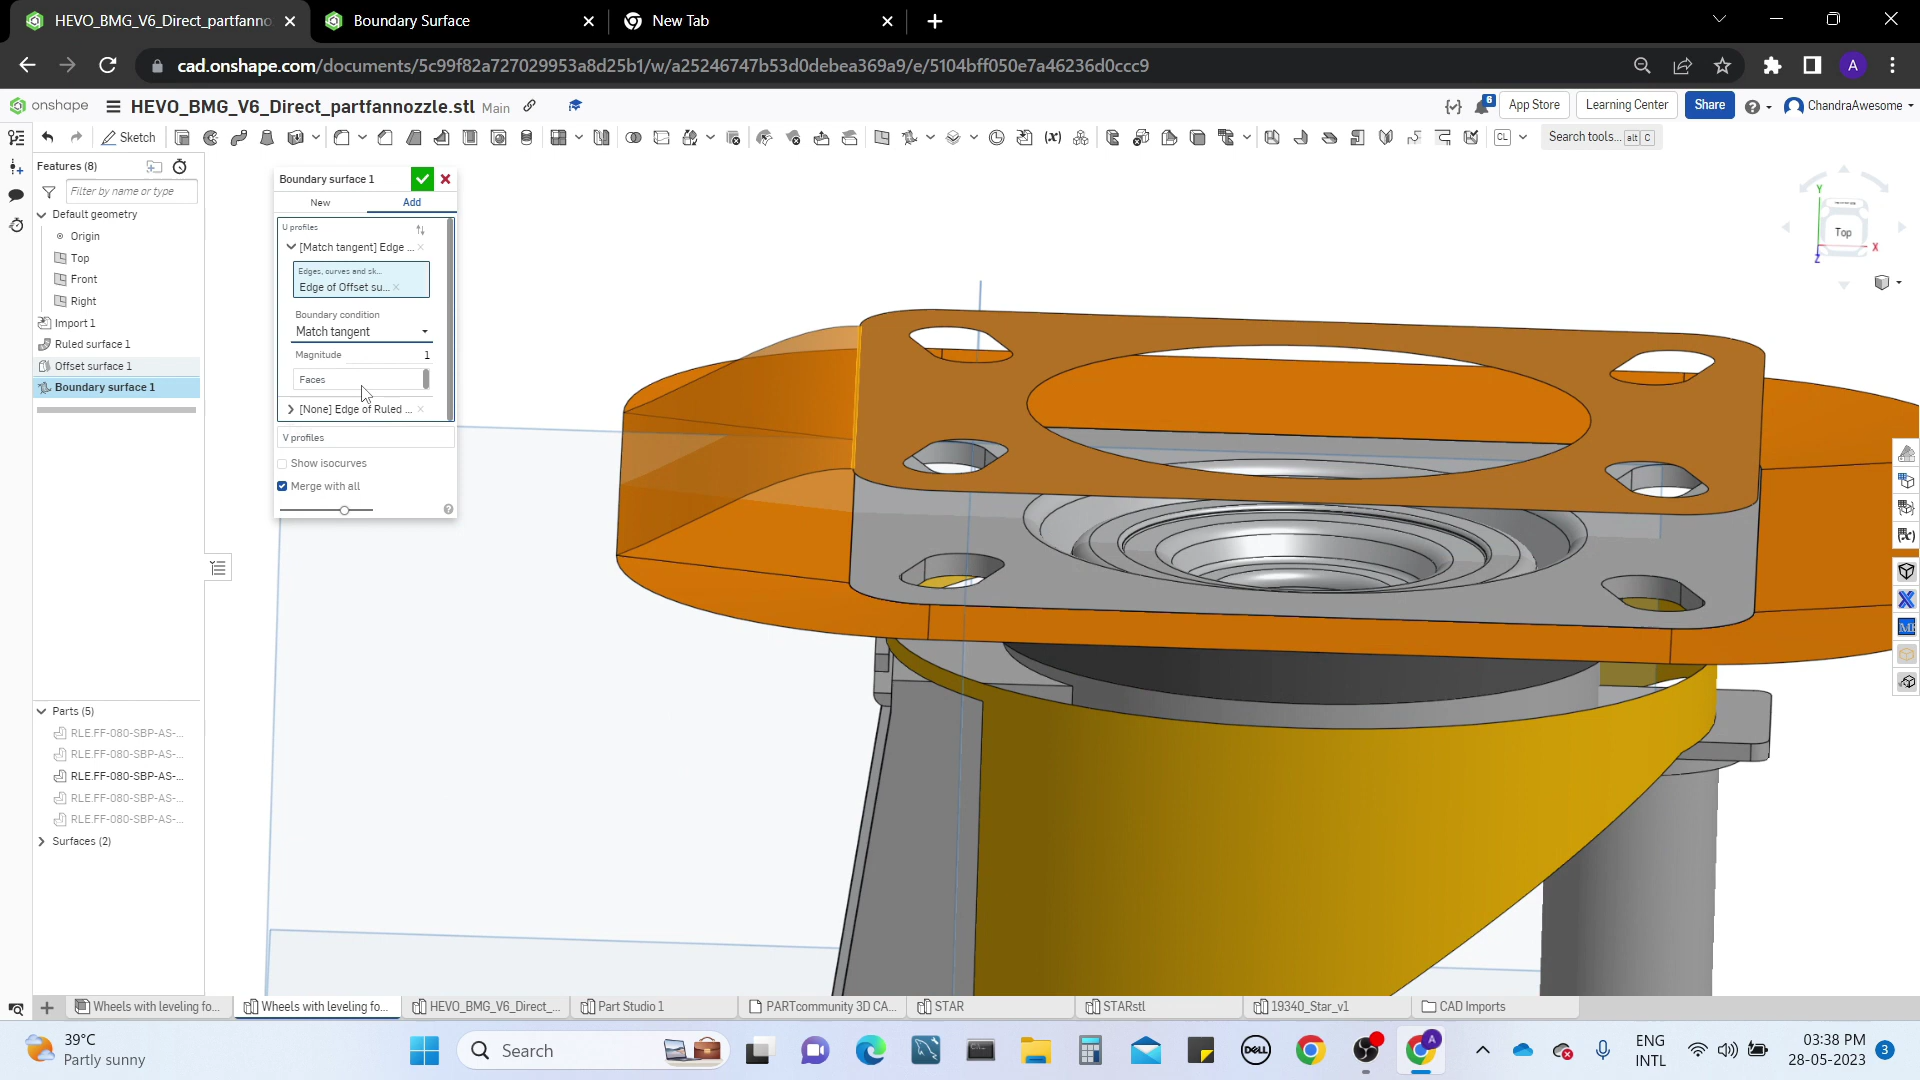 HEVO_BMG_V6_Direct_partfanno
Boundary Surface
New Tab
cad.onshape.com/documents/5c99f82a727029953a8d25b1/w/a25246747b53d0debea369a9/e/5104bff050e7a46236d0ccc9
A
onshape
HEVO_BMG_V6_Direct_partfannozzle.stl Main
6
App Store
Learning Center
Share
ChandraAwesome
Sketch
CL
Search tools... alt C
Features (8)
Filter by name or type
Default geometry
Origin
Top
Front
Right
Import 1
Ruled surface 1
Offset surface 1
Boundary surface 1
Parts (5)
RLE.FF-080-SBP-AS-...
RLE.FF-080-SBP-AS-...
RLE.FF-080-SBP-AS-...
RLE.FF-080-SBP-AS-...
RLE.FF-080-SBP-AS-...
Surfaces (2)
Boundary surface 1
New
Add
U profiles
[Match tangent] Edge ...
Edges, curves and sk...
Edge of Offset su...
Boundary condition
Match tangent
Magnitude 1
Faces
[None] Edge of Ruled ...
V profiles
Show isocurves
Merge with all
Y
Top
X
Z
Wheels with leveling fo...
Wheels with leveling fo...
HEVO_BMG_V6_Direct_...
Part Studio 1
PARTcommunity 3D CA...
STAR
STARstl
19340_Star_v1
CAD Imports
39°C
Partly sunny
Search
DELL
A
ENG
INTL
03:38 PM
28-05-2023
3